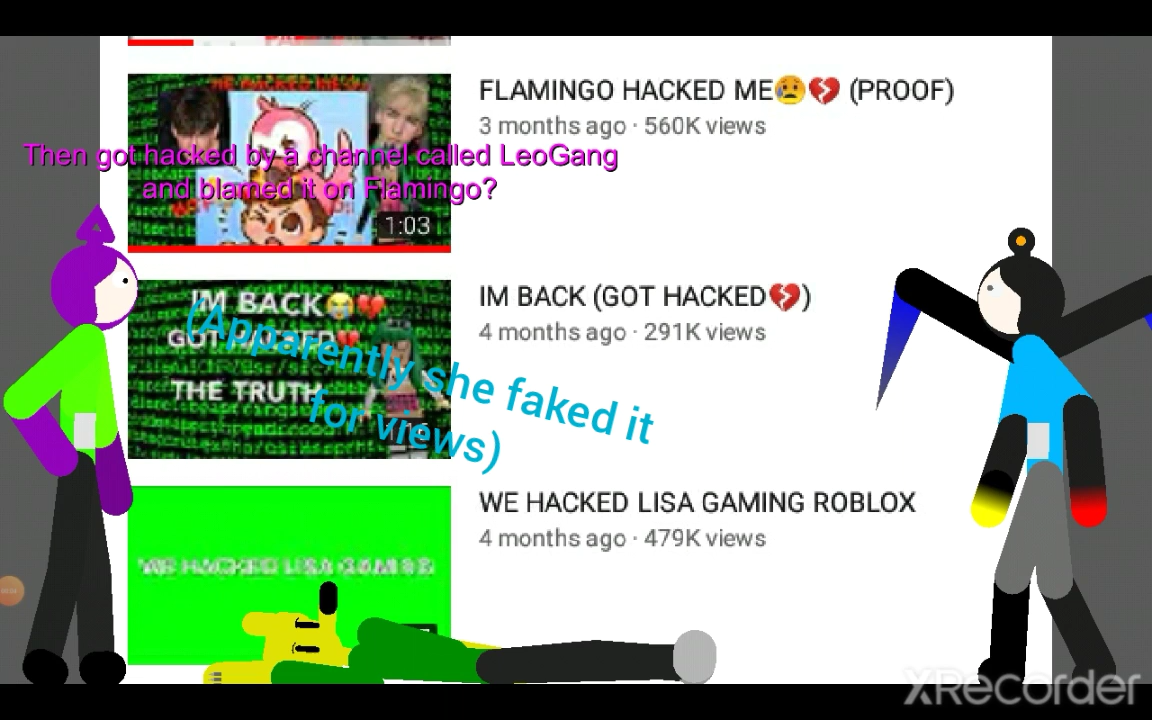 FLAMINGO HACKED ME😥💔 (PROOF)
3 months ago · 560K views
Then got hacked by a channel called LeoGang
and blamed it on Flamingo?
1:03
IM BACK😭💔
IM BACK (GOT HACKED💔)
4 months ago · 291K views
THE TRUTH
(Apparently she faked it
for views)
WE HACKED LISA GAMING ROBLOX
4 months ago · 479K views
WE HACKED LISA GAMING
XRecorder